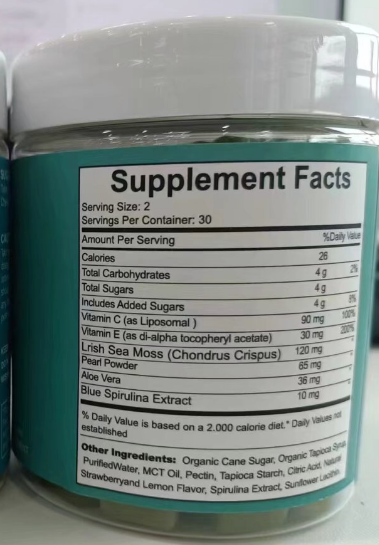 Supplement Facts
Serving Size: 2
Servings Per Container: 30
Amount Per Serving %Daily Value
Calories 26
Total Carbohydrates 4 g 2%
Total Sugars 4 g
Includes Added Sugars 4 g 8%
Vitamin C (as Liposomal ) 90 mg 100%
Vitamin E (as di-alpha tocopheryl acetate) 30 mg 200%
Lrish Sea Moss (Chondrus Crispus) 120 mg *
Pearl Powder 65 mg *
Aloe Vera 36 mg *
Blue Spirulina Extract 10 mg
% Daily Value is based on a 2.000 calorie diet.* Daily Values not
established
Other Ingredients: Organic Cane Sugar, Organic Tapioca Syrup,
PurifiedWater, MCT Oil, Pectin, Tapioca Starch, Citric Acid, Natural
Strawberryand Lemon Flavor, Spirulina Extract, Sunflower Lecithin,